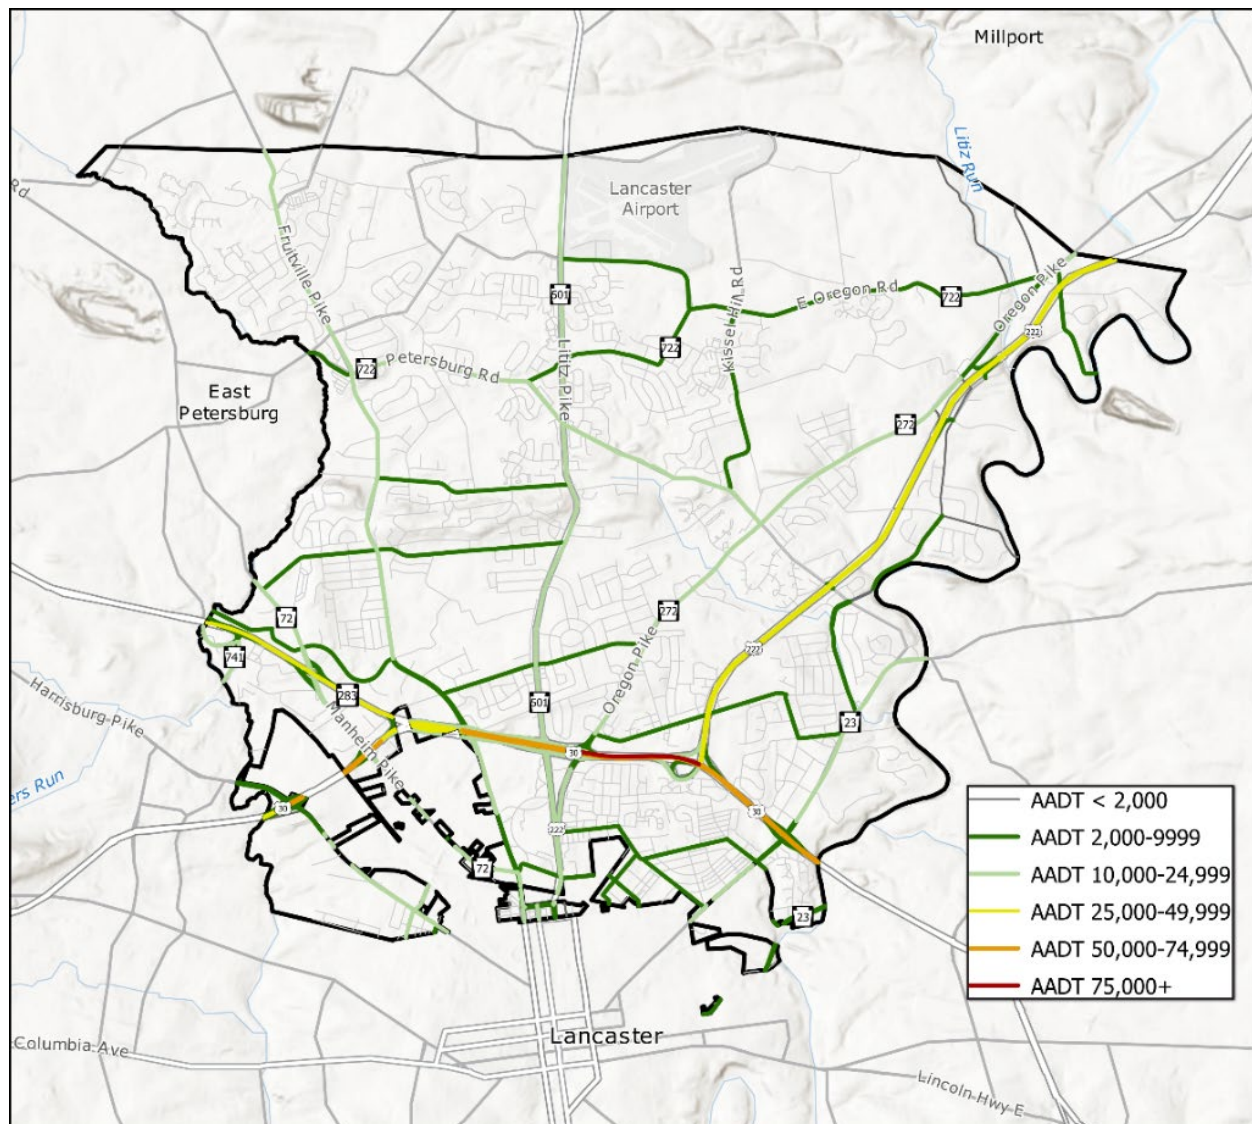 Millport
Litiz Run
Rd
Lancaster
Airport
Fruitville Pike
Kissel Hill Rd
E Oregon Rd
501
722
Oregon Pike
222
Lititz Pike
722
722
Petersburg Rd
East
Petersburg
272
72
272
741
222
Oregon Pike
283
501
23
Harrisburg Pike
Manheim Pike
30
ers Run
30
30
222
72
23
AADT < 2,000
AADT 2,000-9999
AADT 10,000-24,999
AADT 25,000-49,999
AADT 50,000-74,999
AADT 75,000+
Lancaster
Columbia Ave
Lincoln Hwy E